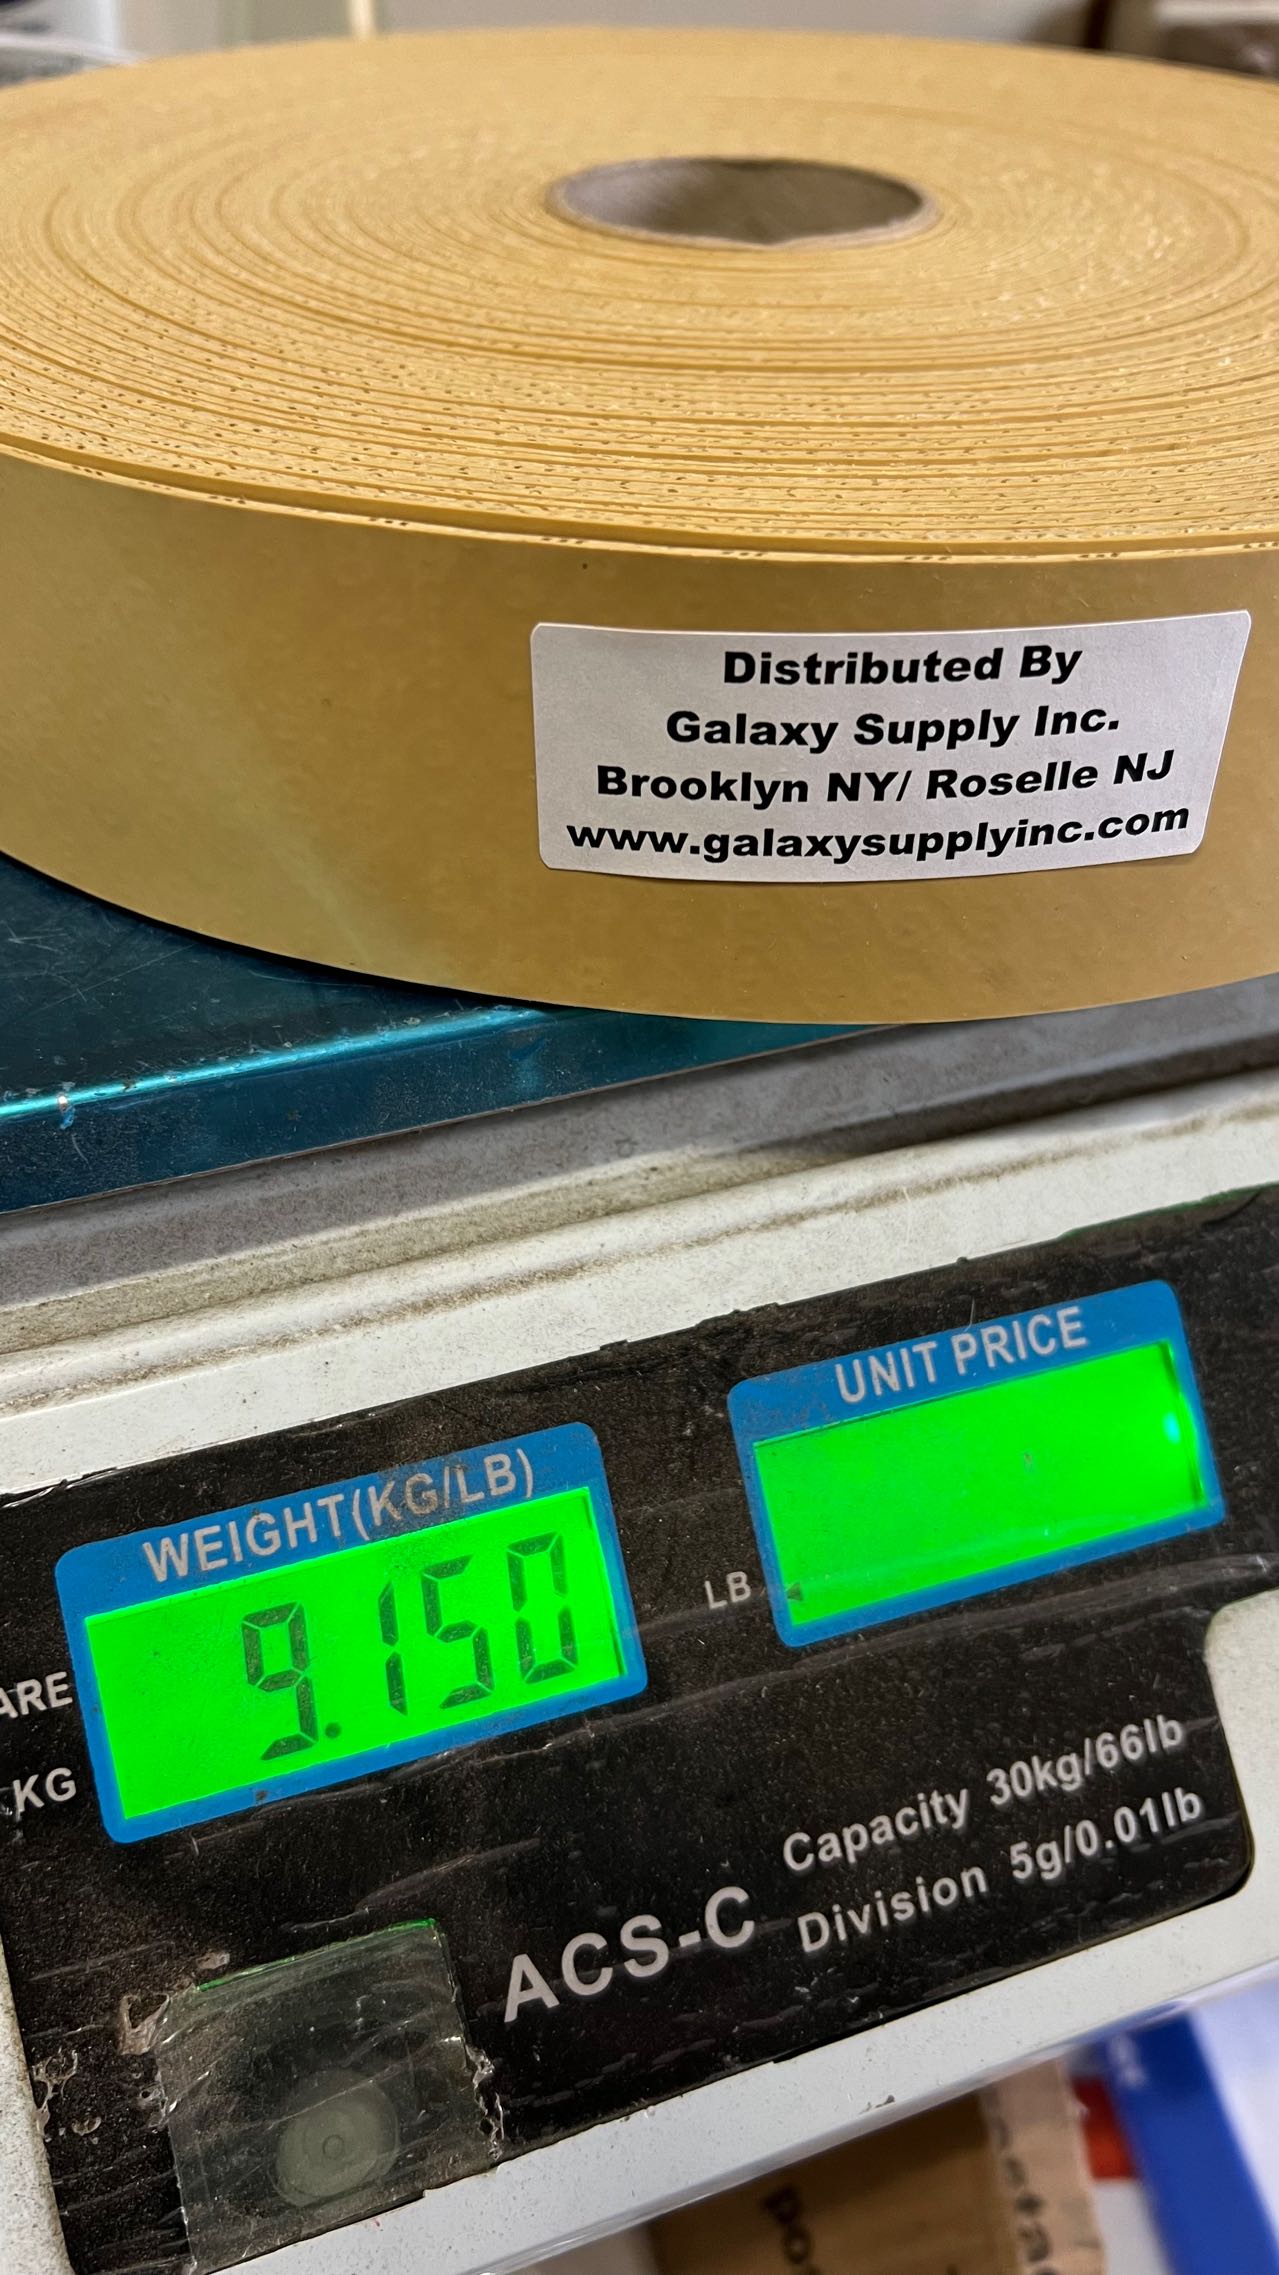 Distributed By
Galaxy Supply Inc.
Brooklyn NY/ Roselle NJ
www.galaxysupplyinc.com
UNIT PRICE
WEIGHT(KG/LB)
9.150
LB
ARE
KG
Capacity 30kg/66lb
Division 5g/0.01lb
ACS-C